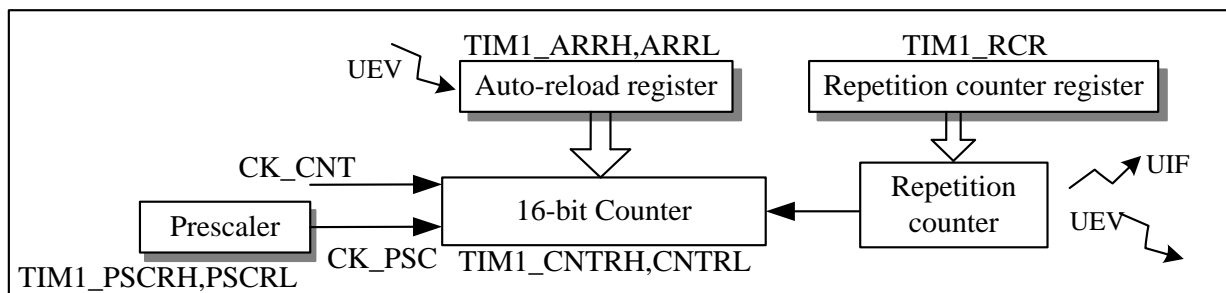 TIM1_ARRH,ARRL
TIM1_RCR
UEV
Auto-reload register
Repetition counter register
CK_CNT
16-bit Counter
Repetition
counter
UIF
UEV
Prescaler
CK_PSC
TIM1_CNTRH,CNTRL
TIM1_PSCRH,PSCRL